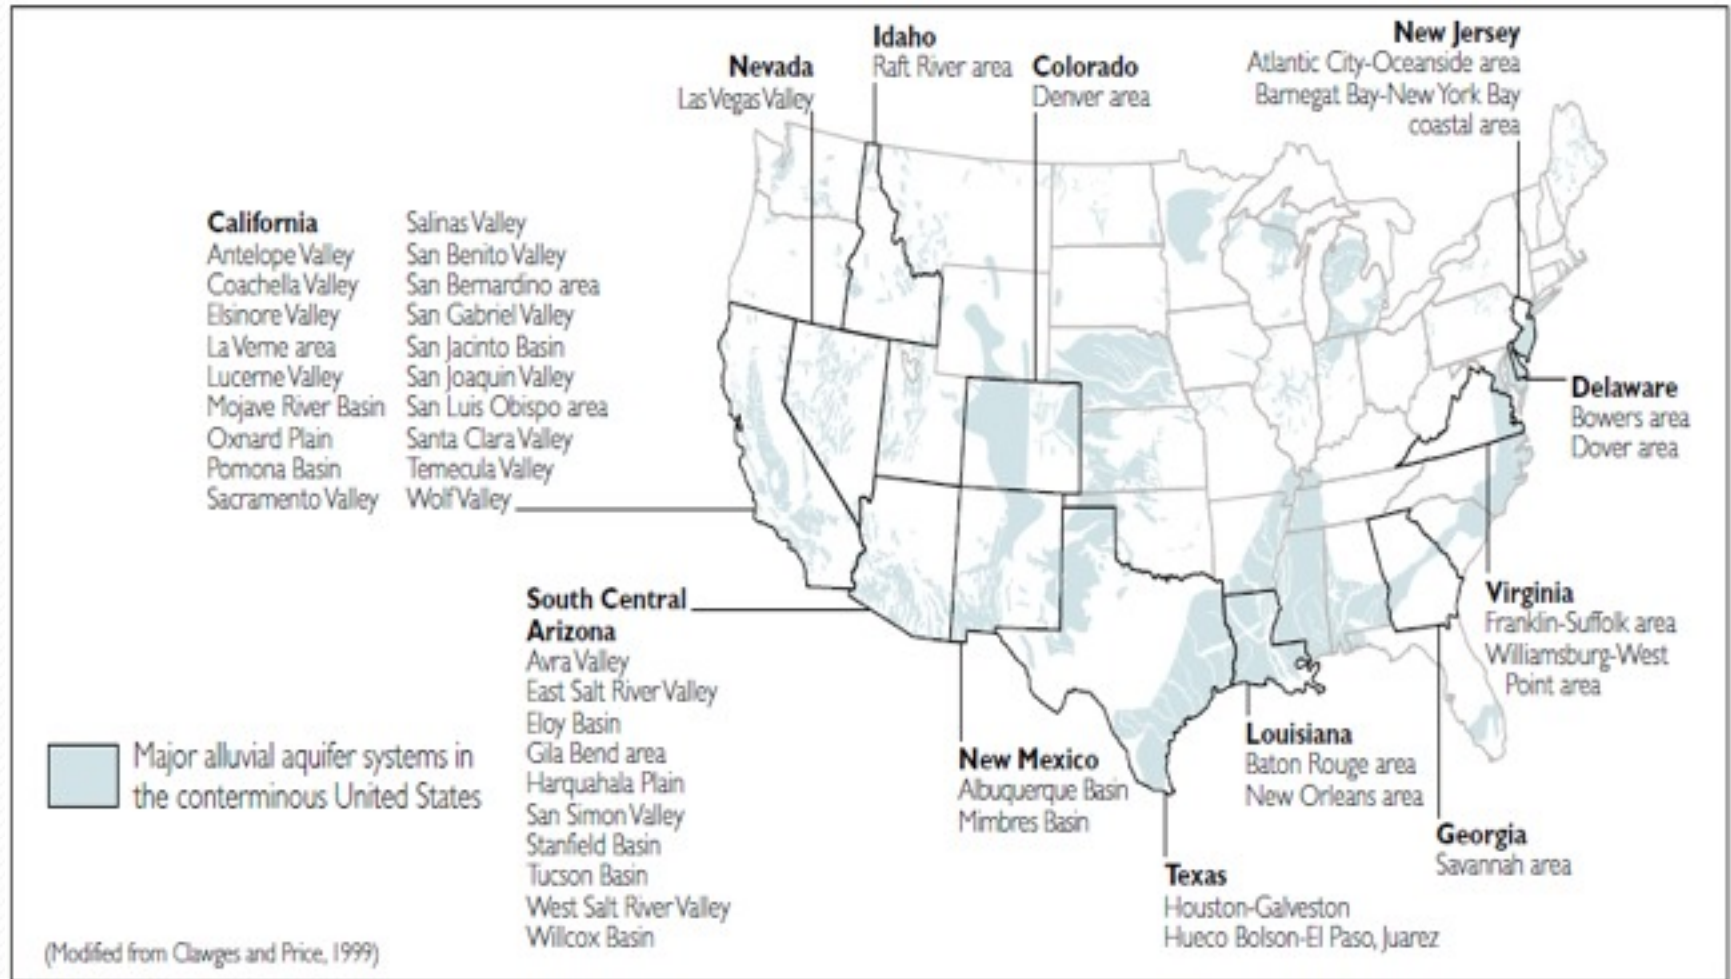 Idaho
Raft River area
Nevada
Las Vegas Valley
Colorado
Denver area
New Jersey
Atlantic City-Oceanside area
Barnegat Bay-New York Bay
coastal area
California
Antelope Valley
Coachella Valley
Elsinore Valley
La Verne area
Lucerne Valley
Mojave River Basin
Oxnard Plain
Pomona Basin
Sacramento Valley
Salinas Valley
San Benito Valley
San Bernardino area
San Gabriel Valley
San Jacinto Basin
San Joaquin Valley
San Luis Obispo area
Santa Clara Valley
Temecula Valley
Wolf Valley
Delaware
Bowers area
Dover area
South Central
Arizona
Avra Valley
East Salt River Valley
Eloy Basin
Gila Bend area
Harquahala Plain
San Simon Valley
Stanfield Basin
Tucson Basin
West Salt River Valley
Willcox Basin
Virginia
Franklin-Suffolk area
Williamsburg-West
Point area
Louisiana
Baton Rouge area
New Orleans area
New Mexico
Albuquerque Basin
Mimbres Basin
Georgia
Savannah area
Texas
Houston-Galveston
Hueco Bolson-El Paso, Juarez
Major alluvial aquifer systems in
the conterminous United States
(Modified from Clawges and Price, 1999)